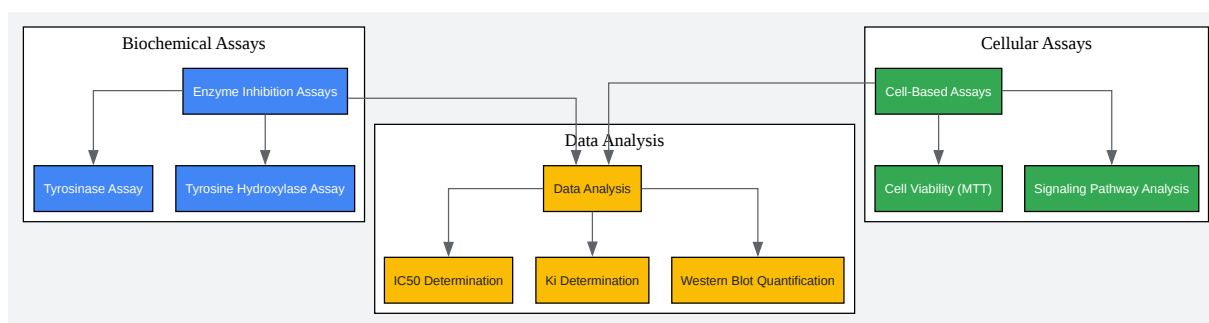 Biochemical Assays
Enzyme Inhibition Assays
Tyrosinase Assay
Tyrosine Hydroxylase Assay
Data Analysis
Data Analysis
IC50 Determination
Ki Determination
Western Blot Quantification
Cellular Assays
Cell-Based Assays
Cell Viability (MTT)
Signaling Pathway Analysis